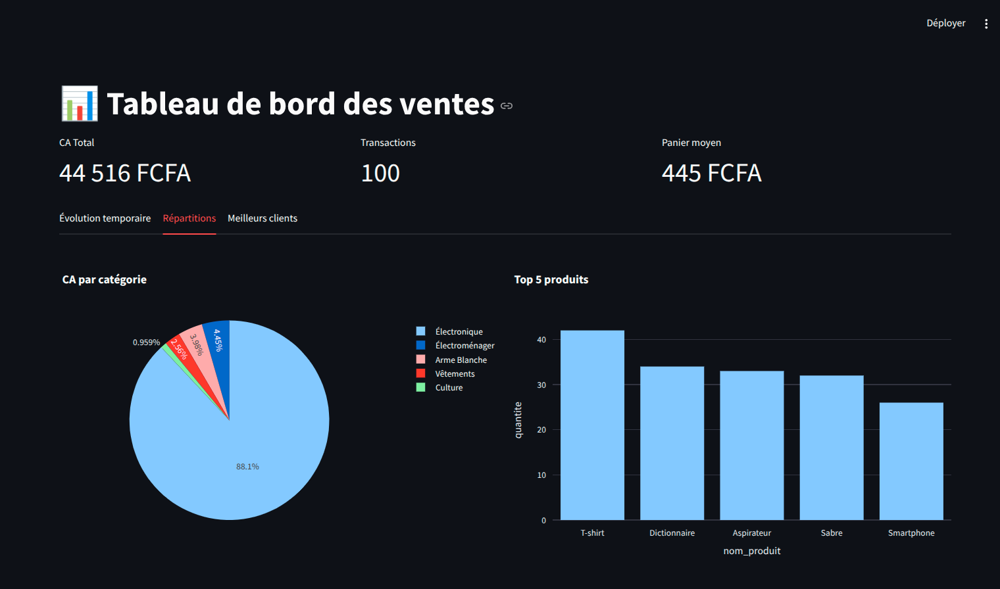 Déployer
Tableau de bord des ventes
CA Total
44 516 FCFA
Transactions
100
Panier moyen
445 FCFA
Évolution temporaire
Répartitions
Meilleurs clients
CA par catégorie
0.959%
2.56%
3.98%
4.45%
88.1%
Électronique
Électroménager
Arme Blanche
Vêtements
Culture
Top 5 produits
quantite
40
30
20
10
0
T-shirt
Dictionnaire
Aspirateur
Sabre
Smartphone
nom_produit